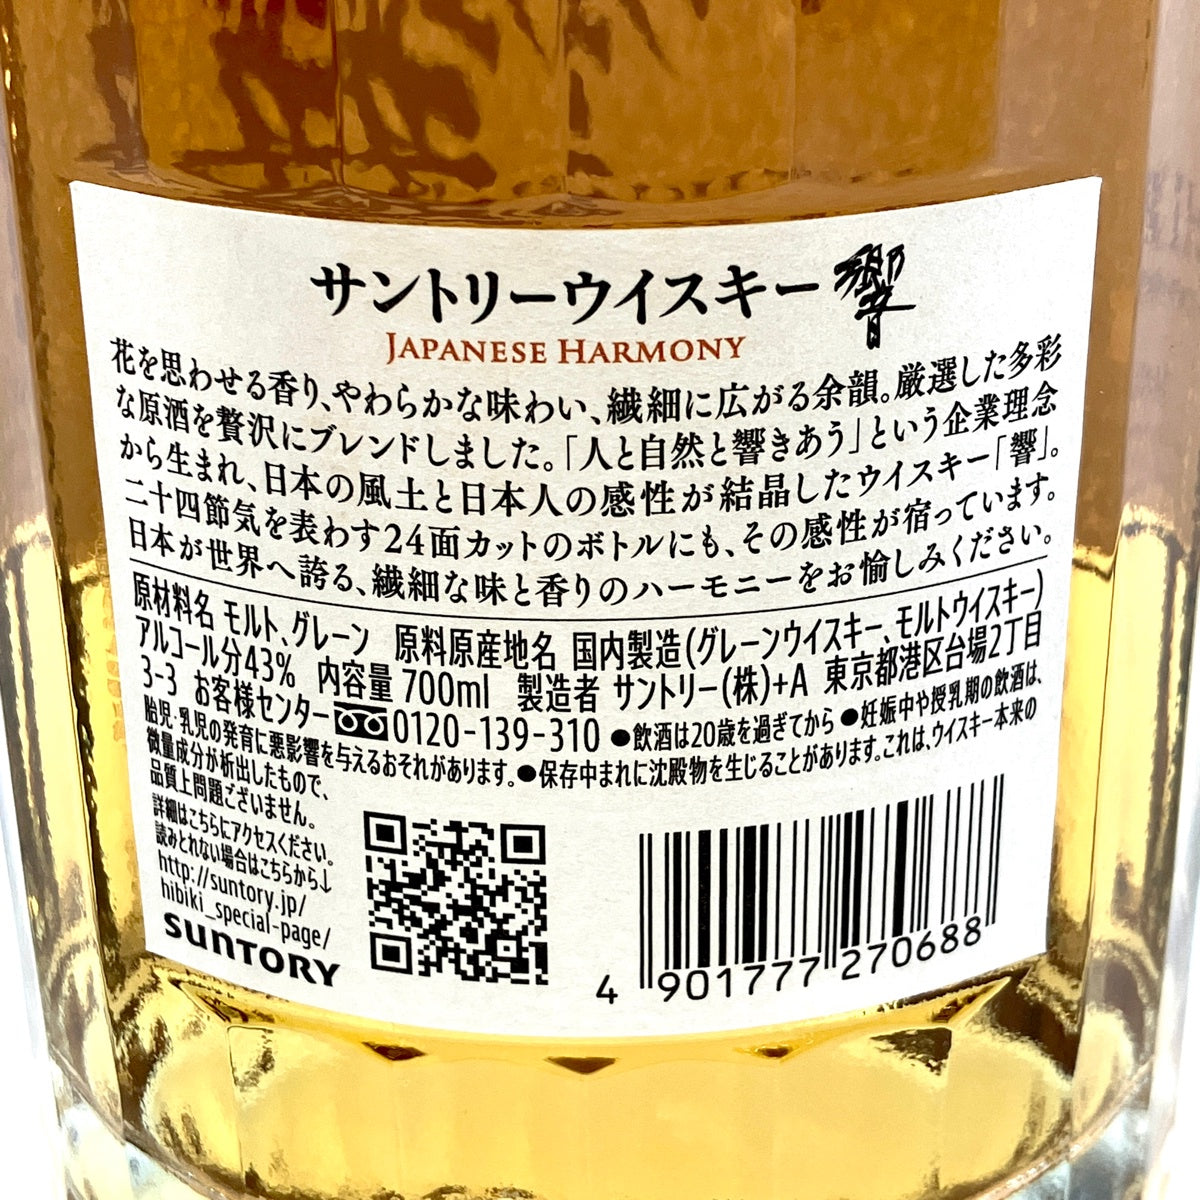 サントリーウイスキー 響
JAPANESE HARMONY
花を思わせる香り、やわらかな味わい、繊細に広がる余韻。厳選した多彩
な原酒を贅沢にブレンドしました。「人と自然と響きあう」という企業理念
から生まれ、日本の風土と日本人の感性が結晶したウイスキー「響」。
二十四節気を表わす24面カットのボトルにも、その感性が宿っています。
日本が世界へ誇る、繊細な味と香りのハーモニーをお愉しみください。
原材料名 モルト、グレーン 原料原産地名 国内製造(グレーンウイスキー、モルトウイスキー)
アルコール分43% 内容量 700ml 製造者 サントリー(株)+A 東京都港区台場2丁目
3-3 お客様センター 0120-139-310 ●飲酒は20歳を過ぎてから ●妊娠中や授乳期の飲酒は、
胎児・乳児の発育に悪影響を与えるおそれがあります。●保存中まれに沈殿物を生じることがあります。これは、ウイスキー本来の
微量成分が析出したもので、
品質上問題ございません。
詳細はこちらにアクセスください。
読みとれない場合はこちらから↓
http://suntory.jp/
hibiki_special-page/
SUNTORY
4 901777 270688